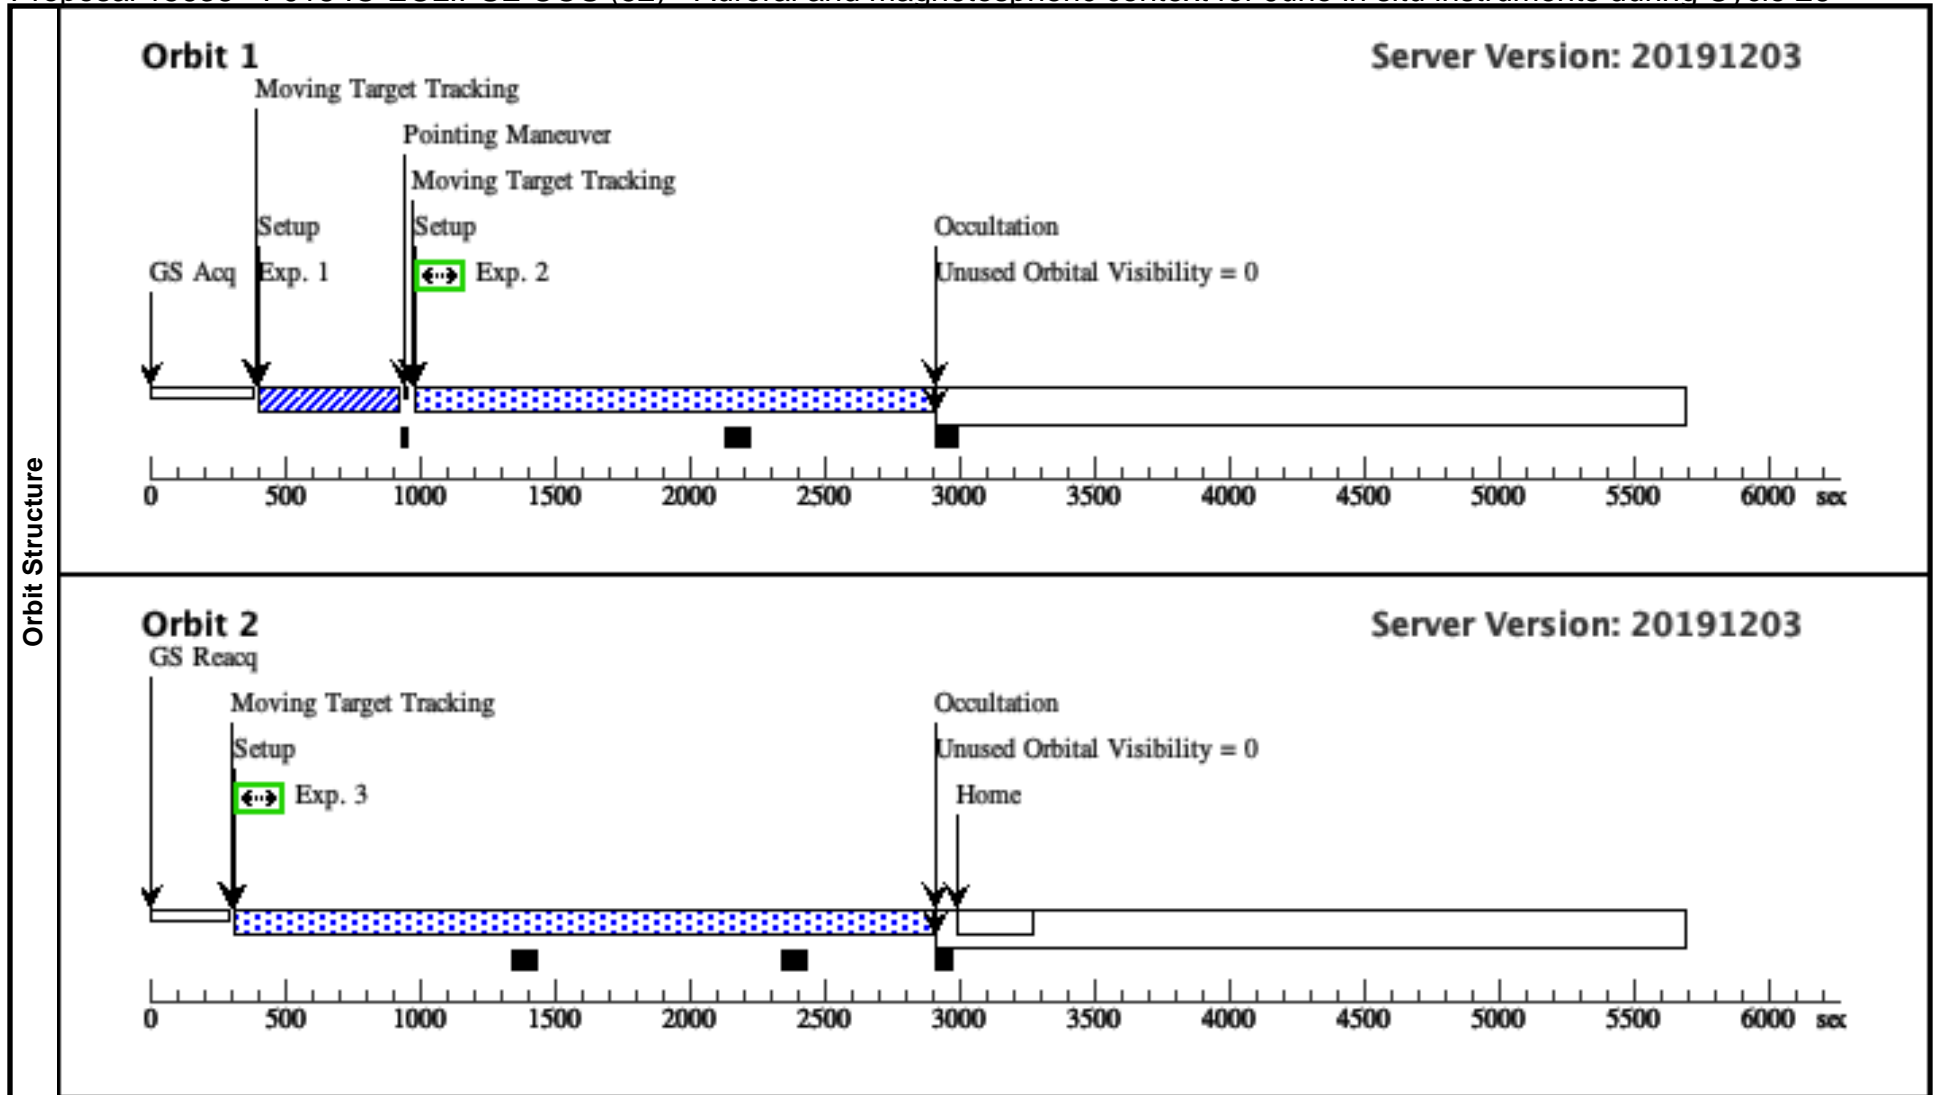 Orbit 1
Server Version: 20191203
Moving Target Tracking
Pointing Maneuver
Moving Target Tracking
Setup
Setup
Occultation
GS Acq
Exp. 1
Exp. 2
Unused Orbital Visibility = 0
0 500 1000 1500 2000 2500 3000 3500 4000 4500 5000 5500 6000 sec
Orbit Structure
Orbit 2
Server Version: 20191203
GS Reacq
Moving Target Tracking
Occultation
Setup
Unused Orbital Visibility = 0
Exp. 3
Home
0 500 1000 1500 2000 2500 3000 3500 4000 4500 5000 5500 6000 sec